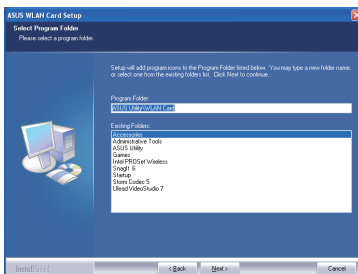 ASUS WLAN Card Setup
Select Program Folder
Please select a program folder.
Setup will add program icons to the Program Folder listed below. You may type a new folder name,
or select one from the existing folders list. Click Next to continue.
Program Folder:
ASUS Utility\WLAN Card
Existing Folders:
Accessories
Administrative Tools
ASUS Utility
Games
Intel PROSet Wireless
SnagIt 6
Startup
Storm Codec 5
Ulead VideoStudio 7
InstallShield
< Back
Next >
Cancel